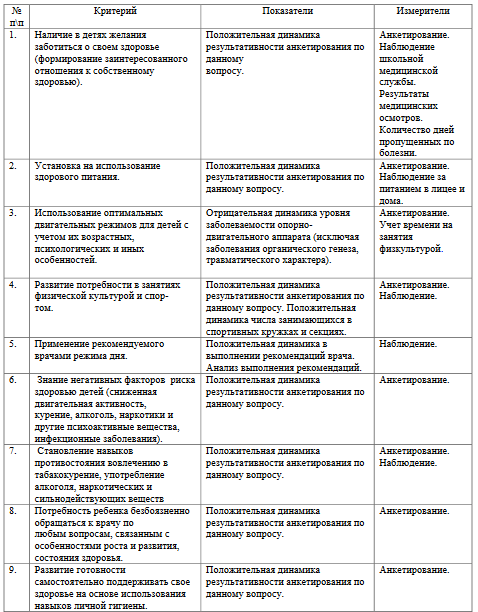 №
п\п
Критерий
Показатели
Измерители
1.
Наличие в детях желания
заботиться о своем здоровье
(формирование заинтересованного
отношения к собственному
здоровью).
Положительная динамика
результативности анкетирования по
данному
вопросу.
Анкетирование.
Наблюдение
школьной
медицинской
службы.
Результаты
медицинских
осмотров.
Количество дней
пропущенных по
болезни.
2.
Установка на использование
здорового питания.
Положительная динамика
результативности анкетирования по
данному вопросу.
Анкетирование.
Наблюдение за
питанием в лицее и
дома.
3.
Использование оптимальных
двигательных режимов для детей с
учетом их возрастных,
психологических и иных
особенностей.
Отрицательная динамика уровня
заболеваемости опорно-
двигательного аппарата (исключая
заболевания органического генеза,
травматического характера).
Анкетирование.
Учет времени на
занятия
физкультурой.
4.
Развитие потребности в занятиях
физической культурой и спор-
том.
Положительная динамика
результативности анкетирования по
данному вопросу. Положительная
динамика числа занимающихся в
спортивных кружках и секциях.
Анкетирование.
Наблюдение.
5.
Применение рекомендуемого
врачами режима дня.
Положительная динамика в
выполнении рекомендаций врача.
Анализ выполнения рекомендаций.
Наблюдение.
6.
Знание негативных факторов риска
здоровью детей (сниженная
двигательная активность,
курение, алкоголь, наркотики и
другие психоактивные вещества,
инфекционные заболевания).
Положительная динамика
результативности анкетирования по
данному вопросу.
Анкетирование.
7.
Становление навыков
противостояния вовлечению в
табакокурение, употребление
алкоголя, наркотических и
сильнодействующих веществ
Положительная динамика
результативности анкетирования по
данному вопросу.
Анкетирование.
Наблюдение.
8.
Потребность ребенка безбоязненно
обращаться к врачу по
любым вопросам, связанным с
особенностями роста и развития,
состояния здоровья.
Положительная динамика
результативности анкетирования по
данному вопросу.
Анкетирование.
9.
Развитие готовности
самостоятельно поддерживать свое
здоровье на основе использования
навыков личной гигиены.
Положительная динамика
результативности анкетирования по
данному вопросу.
Анкетирование.